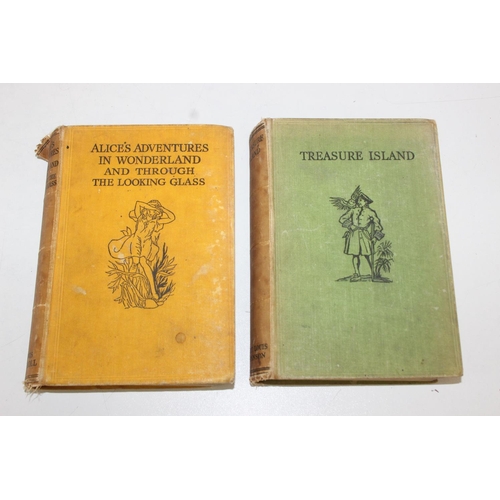 ALICE'S ADVENTURES
IN WONDERLAND
AND THROUGH
THE LOOKING GLASS
TREASURE ISLAND